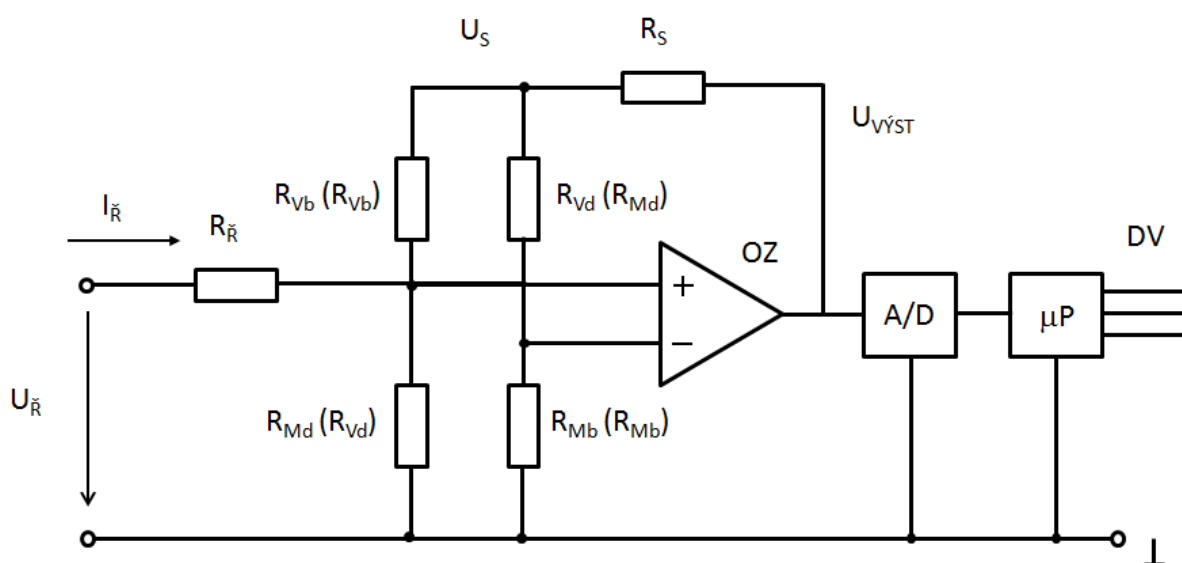 U_S
R_S
U_VÝST
R_Vb (R_Vb)
R_Vd (R_Md)
I_Ř
R_Ř
OZ
DV
+
A/D
μP
−
U_Ř
R_Md (R_Vd)
R_Mb (R_Mb)